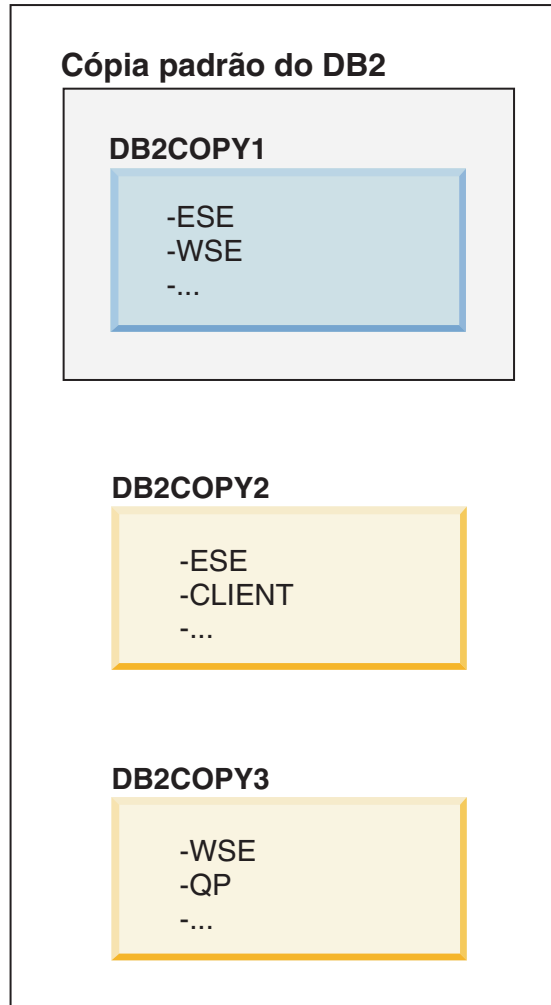 Cópia padrão do DB2
DB2COPY1
-ESE
-WSE
-...
DB2COPY2
-ESE
-CLIENT
-...
DB2COPY3
-WSE
-QP
-...